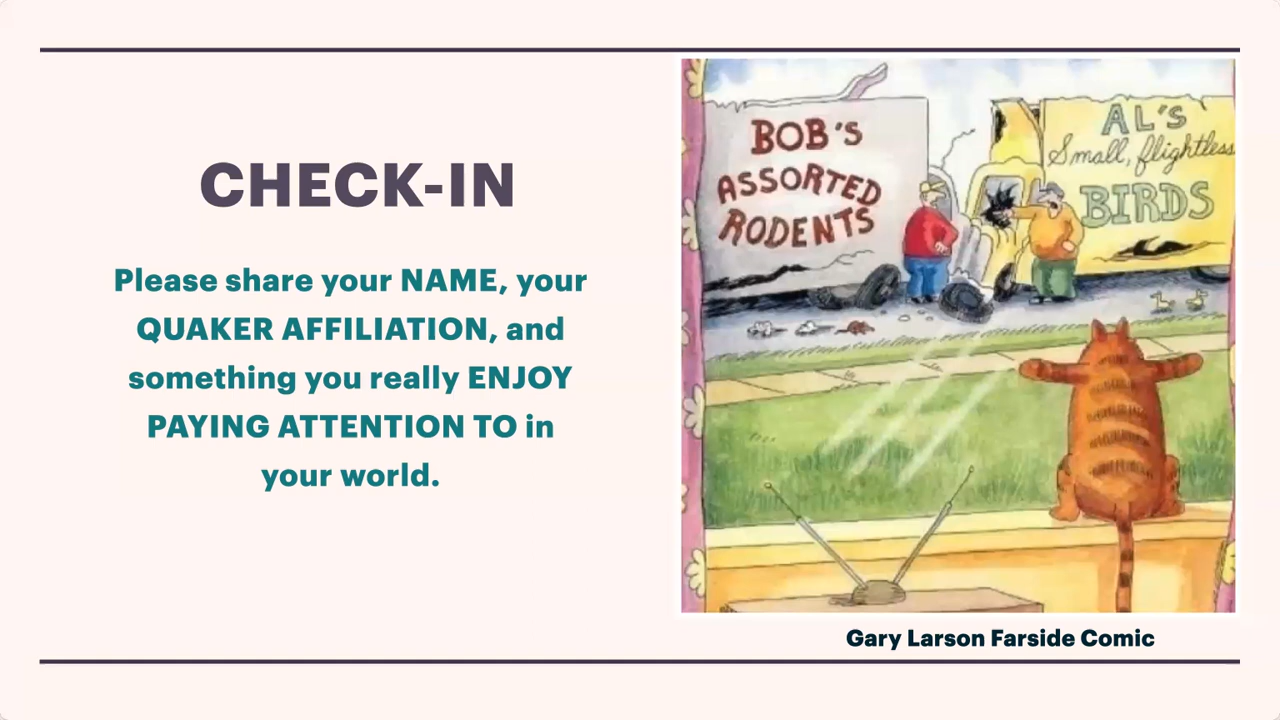 CHECK-IN
Please share your NAME, your
QUAKER AFFILIATION, and
something you really ENJOY
PAYING ATTENTION TO in
your world.
BOB'S
ASSORTED
RODENTS
AL'S
Small, flightless
BIRDS
Gary Larson Farside Comic